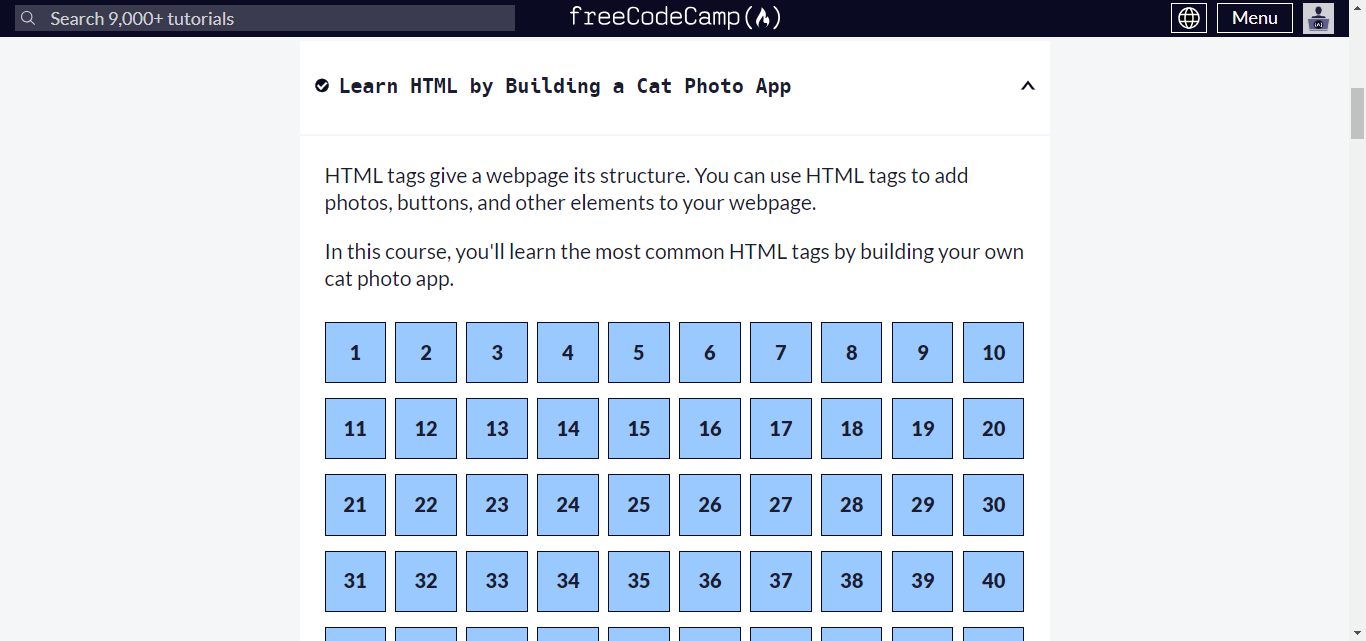 Search 9,000+ tutorials
freeCodeCamp
Menu
Learn HTML by Building a Cat Photo App
HTML tags give a webpage its structure. You can use HTML tags to add
photos, buttons, and other elements to your webpage.
In this course, you'll learn the most common HTML tags by building your own
cat photo app.
1 2 3 4 5 6 7 8 9 10
11 12 13 14 15 16 17 18 19 20
21 22 23 24 25 26 27 28 29 30
31 32 33 34 35 36 37 38 39 40